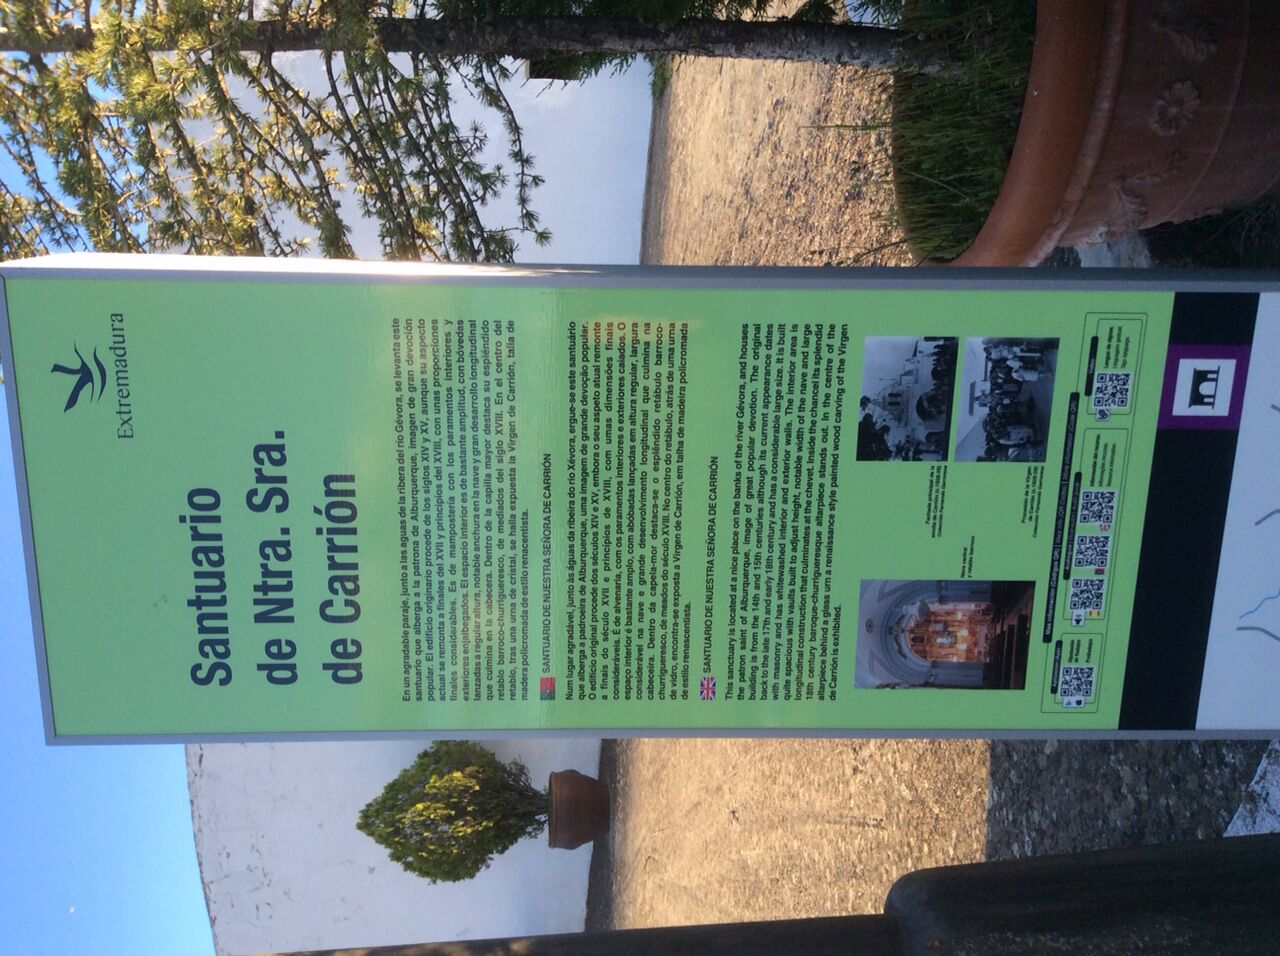 Extremadura
Santuario
de Ntra. Sra.
de Carrión
En un agradable paraje, junto a las aguas de la ribera del río Gévora, se levanta este
santuario que alberga a la patrona de Alburquerque, imagen de gran devoción
popular. El edificio originario procede de los siglos XIV y XV, aunque su aspecto
actual se remonta a finales del XVII y principios del XVIII, con unas proporciones
finales considerables. Es de mampostería con los paramentos interiores y
exteriores enjalbegados. El espacio interior es de bastante amplitud, con bóvedas
lanzadas a regular altura, notable anchura en la nave y gran desarrollo longitudinal
que culmina en la cabecera. Dentro de la capilla mayor destaca su espléndido
retablo barroco-churrigueresco, de mediados del siglo XVIII. En el centro del
retablo, tras una urna de cristal, se halla expuesta la Virgen de Carrión, talla de
madera policromada de estilo renacentista.
SANTUARIO DE NUESTRA SEÑORA DE CARRIÓN
Num lugar agradável, junto às águas da ribeira do rio Xévora, ergue-se este santuário
que alberga a padroeira de Alburquerque, uma imagem de grande devoção popular.
O edifício original procede dos séculos XIV e XV, embora o seu aspeto atual remonte
a finais do século XVII e princípios de XVIII, com umas dimensões finais
consideráveis. É de alvenaria, com os paramentos interiores e exteriores caiados. O
espaço interior é bastante amplo, com abóbadas lançadas em altura regular, largura
considerável na nave e grande desenvolvimento longitudinal que culmina na
cabeceira. Dentro da capela-mor destaca-se o esplêndido retábulo barroco-
churrigueresco, de meados do século XVIII. No centro do retábulo, atrás de uma urna
de vidro, encontra-se exposta a Virgem de Carrión, em talha de madeira policromada
de estilo renascentista.
SANTUARIO DE NUESTRA SEÑORA DE CARRIÓN
This sanctuary is located at a nice place on the banks of the river Gévora, and houses
the patron saint of Alburquerque, image of great popular devotion. The original
building is from the 14th and 15th centuries although its current appearance dates
back to the late 17th and early 18th century and has a considerable large size. It is built
with masonry and has whitewashed interior and exterior walls. The interior area is
quite spacious with vaults built to adjust height, notable width of the nave and large
longitudinal construction that culminates at the chevet. Inside the chancel its splendid
18th century baroque-churrigueresque altarpiece stands out. In the centre of the
altarpiece behind a glass urn a renaissance style painted wood carving of the Virgen
de Carrión is exhibited.
Nave central
y retablo barroco
Fachada principal de la
ermita de Carrión
Procesión de la Virgen
de Carrión